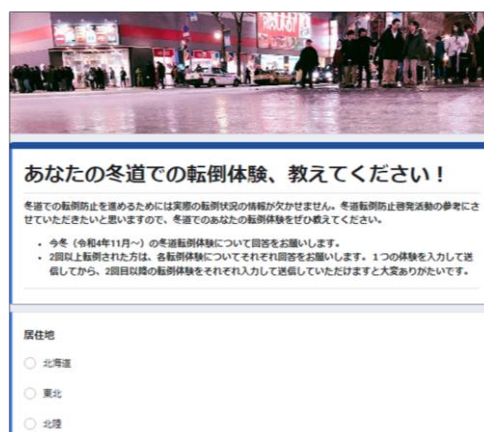 あなたの冬道での転倒体験、教えてください！
冬道での転倒防止を進めるためには実際の転倒状況の情報が欠かせません。冬道転倒防止啓発活動の参考にさ
せていただきたいと思いますので、冬道でのあなたの転倒体験をぜひ教えてください。
・今冬（令和4年11月～）の冬道転倒体験について回答をお願いします。
・2回以上転倒された方は、各転倒体験についてそれぞれ回答をお願いします。1つの体験を入力して送
信してから、2回目以降の転倒体験をそれぞれ入力して送信していただけますと大変ありがたいです。
居住地
北海道
東北
北陸